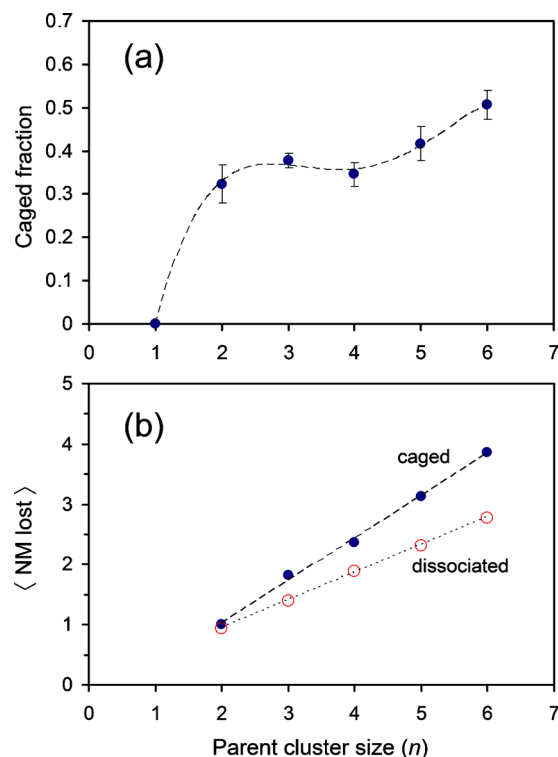 (a)
Caged fraction
0.7
0.6
0.5
0.4
0.3
0.2
0.1
0
0 1 2 3 4 5 6 7
(b)
〈 NM lost 〉
5
4
3
2
1
0
caged
dissociated
0 1 2 3 4 5 6 7
Parent cluster size (n)